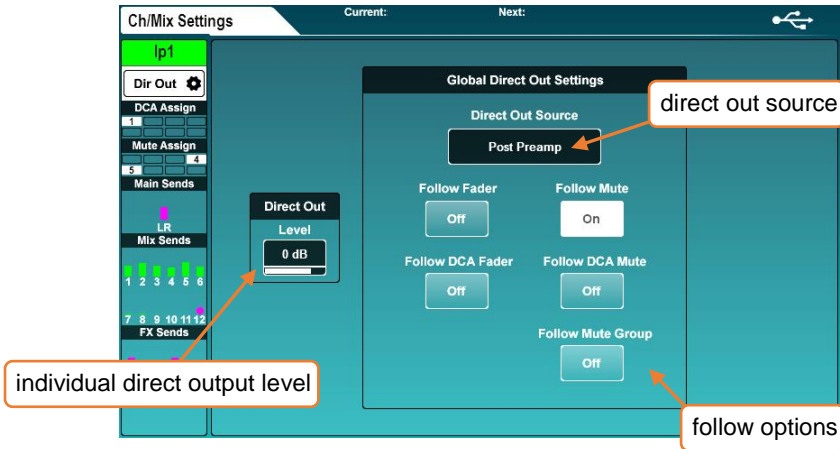 Ch/Mix Settings
Current:
Next:
Ip1
Dir Out
DCA Assign
1
Mute Assign
4
5
Main Sends
LR
Mix Sends
1 2 3 4 5 6
7 8 9 10 11 12
FX Sends
Direct Out
Level
0 dB
Global Direct Out Settings
Direct Out Source
Post Preamp
Follow Fader Follow Mute
Off On
Follow DCA Fader Follow DCA Mute
Off Off
Follow Mute Group
Off
direct out source
individual direct output level
follow options